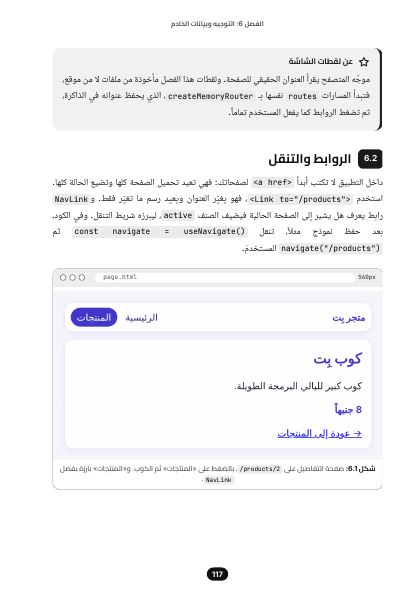 الفصل 6: التوجيه وبيانات الخادم
عن لقطات الشاشة
موجّه المتصفح يقرأ العنوان الحقيقي للصفحة. ولقطات هذا الفصل مأخوذة من ملفات لا من موقع،
فتبدأ المسارات routes نفسها بـ createMemoryRouter، الذي يحفظ عنوانه في الذاكرة،
ثم تضغط الروابط كما يفعل المستخدم تماماً.
6.2 الروابط والتنقل
داخل التطبيق لا تكتب أبداً <a href> لصفحاتك: فهي تعيد تحميل الصفحة كلها وتضيع الحالة كلها.
استخدم <Link to="/products">، فهو يغيّر العنوان ويعيد رسم ما تغيّر فقط. و NavLink
رابط يعرف هل يشير إلى الصفحة الحالية فيضيف الصنف active، ليبرزه شريط التنقل. وفي الكود،
بعد حفظ نموذج مثلاً، تنقل const navigate = useNavigate() ثم
navigate("/products") المستخدمَ.
page.html
560px
متجر بِت
الرئيسية
المنتجات
كوب بِت
كوب كبير لليالي البرمجة الطويلة.
8 جنيهاً
→ عودة إلى المنتجات
شكل 6.1: صفحة التفاصيل على /products/2، بالضغط على «المنتجات» ثم الكوب. و«المنتجات» بارزة بفضل
NavLink.
117